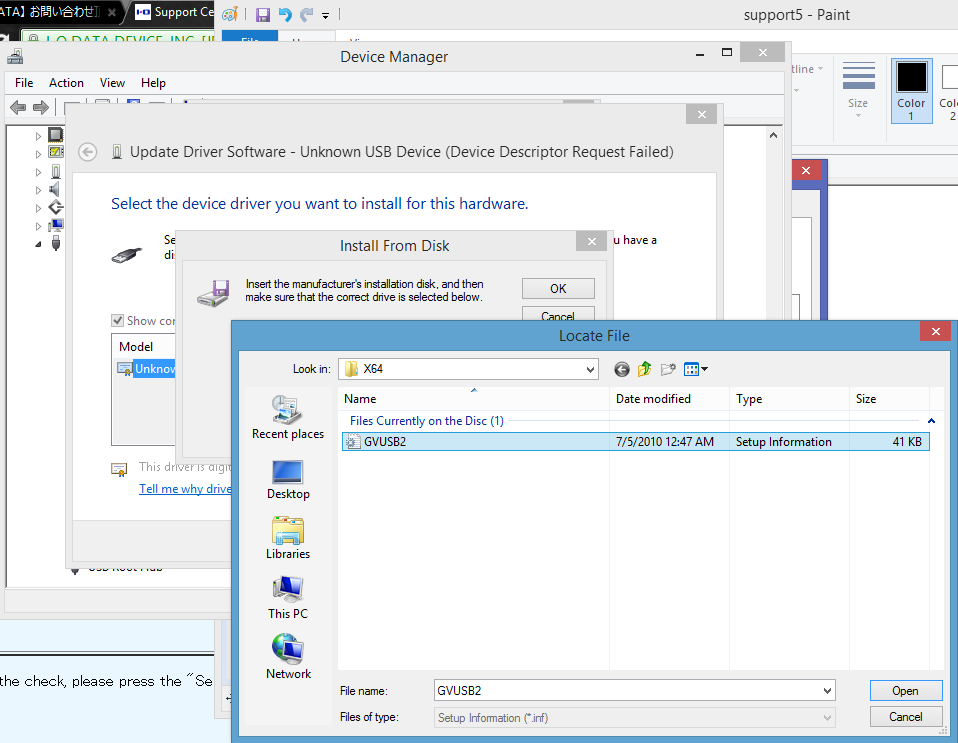 ATA】お問い合わせ
Support Ce
support5 - Paint
File
I-O DATA DEVICE, INC. [JP
Device Manager
File Action View Help
Size
Color 1
Colo 2
Update Driver Software - Unknown USB Device (Device Descriptor Request Failed)
Select the device driver you want to install for this hardware.
Se
u have a
di
Install From Disk
Insert the manufacturer's installation disk, and then
make sure that the correct drive is selected below.
OK
Cancel
Show con
Model
Unknow
This driver is digit
Tell me why drive
USB Root Hub
Locate File
Look in: X64
Name Date modified Type Size
Files Currently on the Disc (1)
GVUSB2 7/5/2010 12:47 AM Setup Information 41 KB
Recent places
Desktop
Libraries
This PC
Network
File name: GVUSB2 Open
Files of type: Setup Information (*.inf) Cancel
the check, please press the "Se